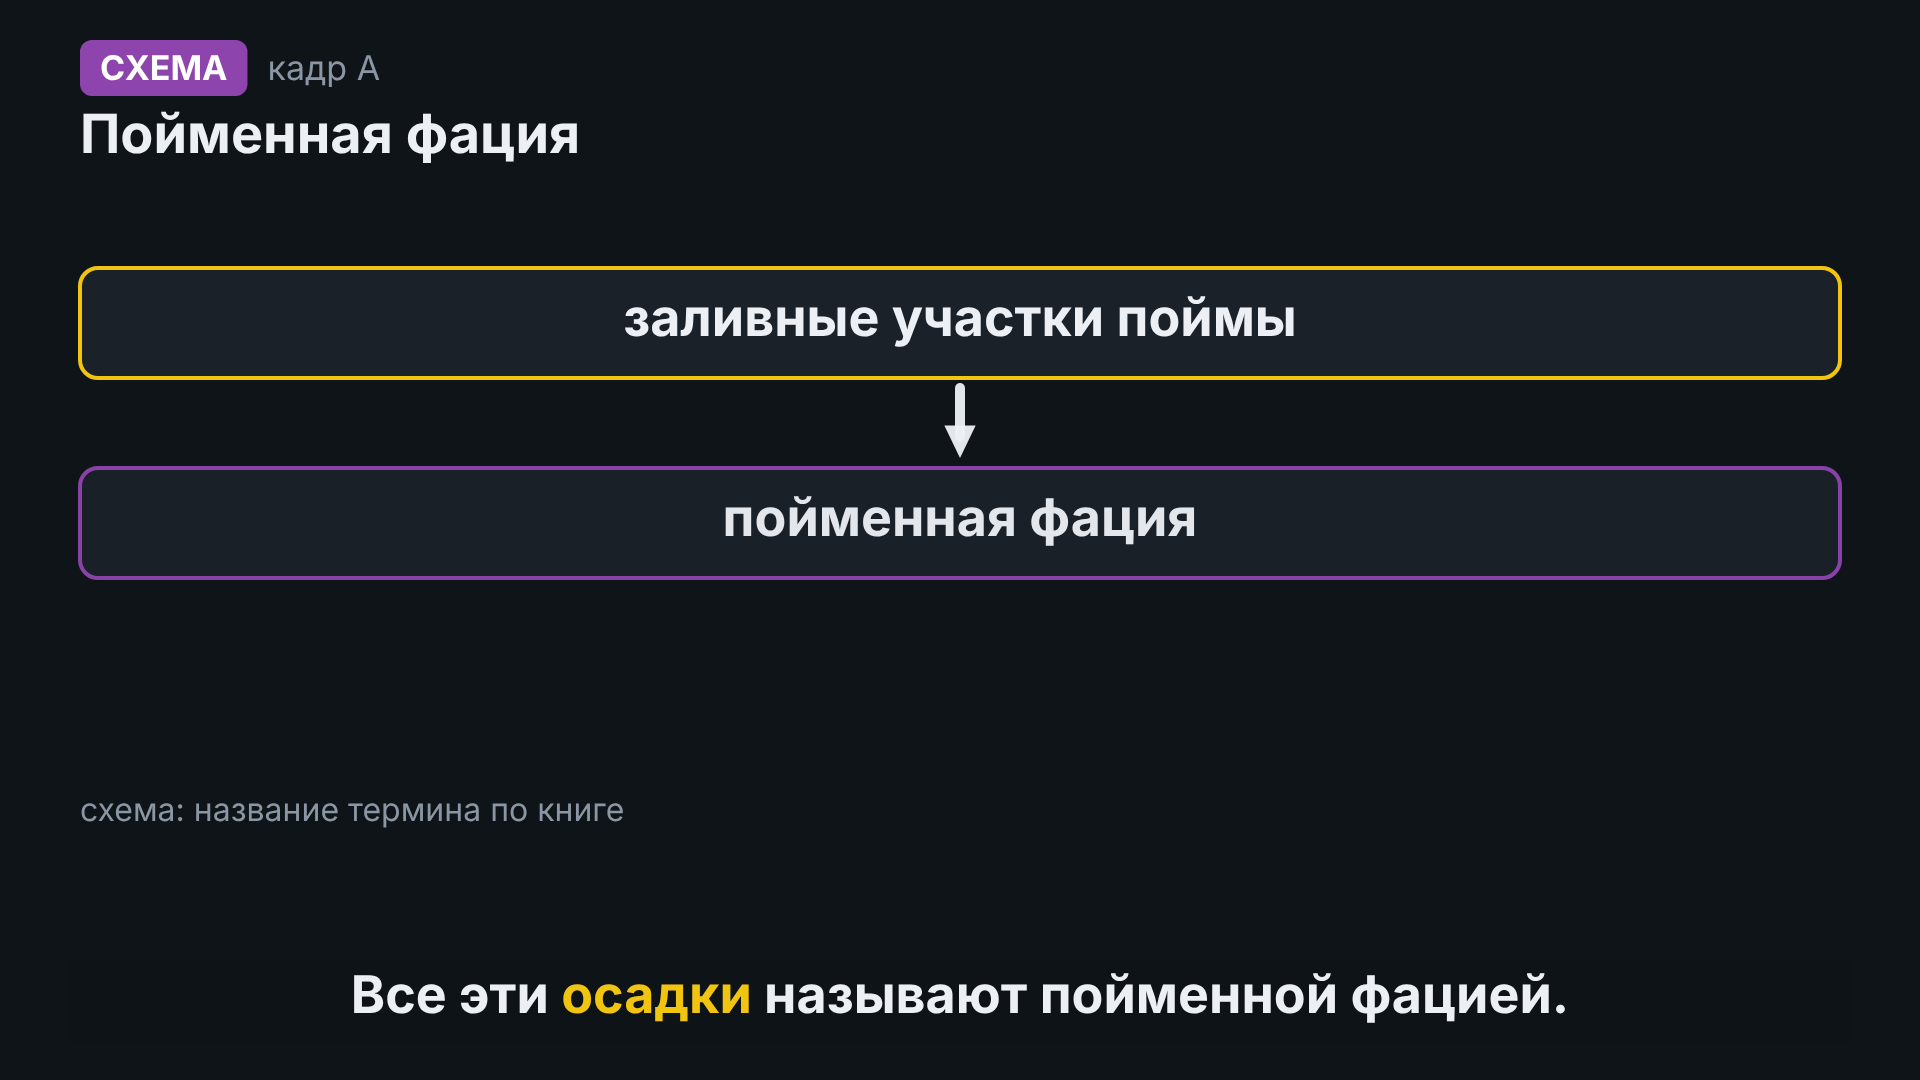 СХЕМА кадр А
Пойменная фация
заливные участки поймы
пойменная фация
схема: название термина по книге
Все эти осадки называют пойменной фацией.